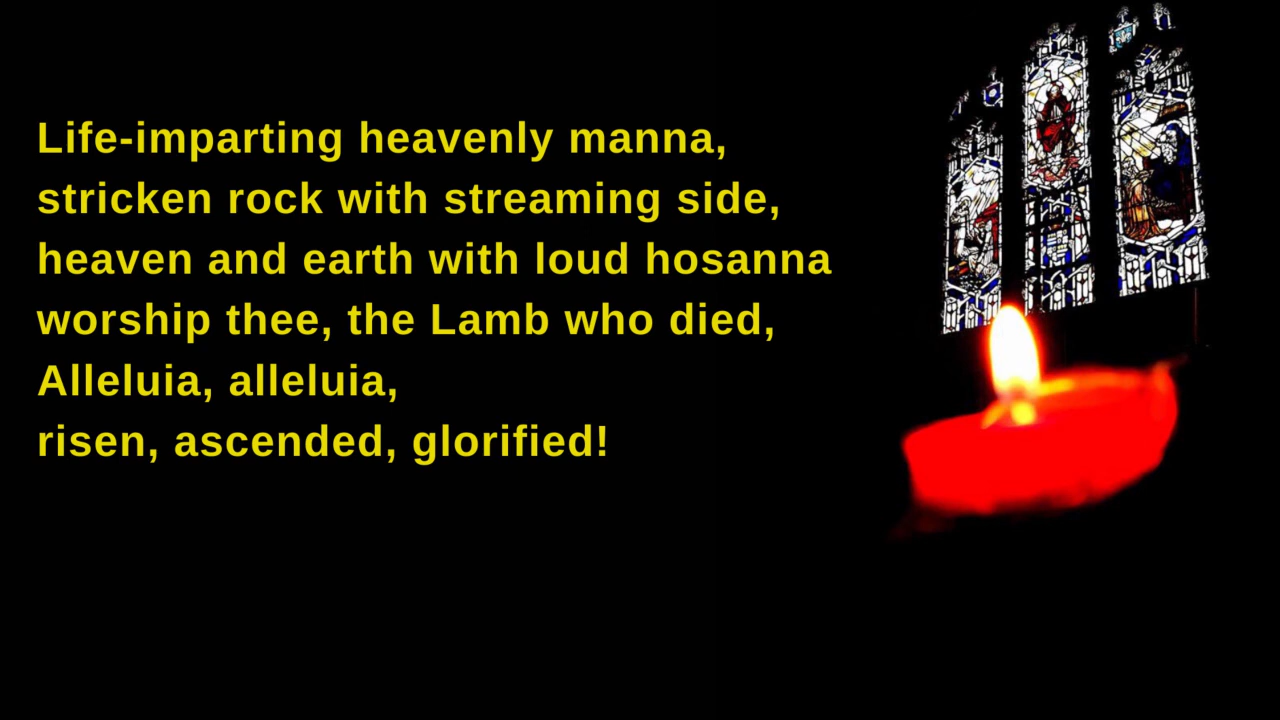 Life-imparting heavenly manna,
stricken rock with streaming side,
heaven and earth with loud hosanna
worship thee, the Lamb who died,
Alleluia, alleluia,
risen, ascended, glorified!